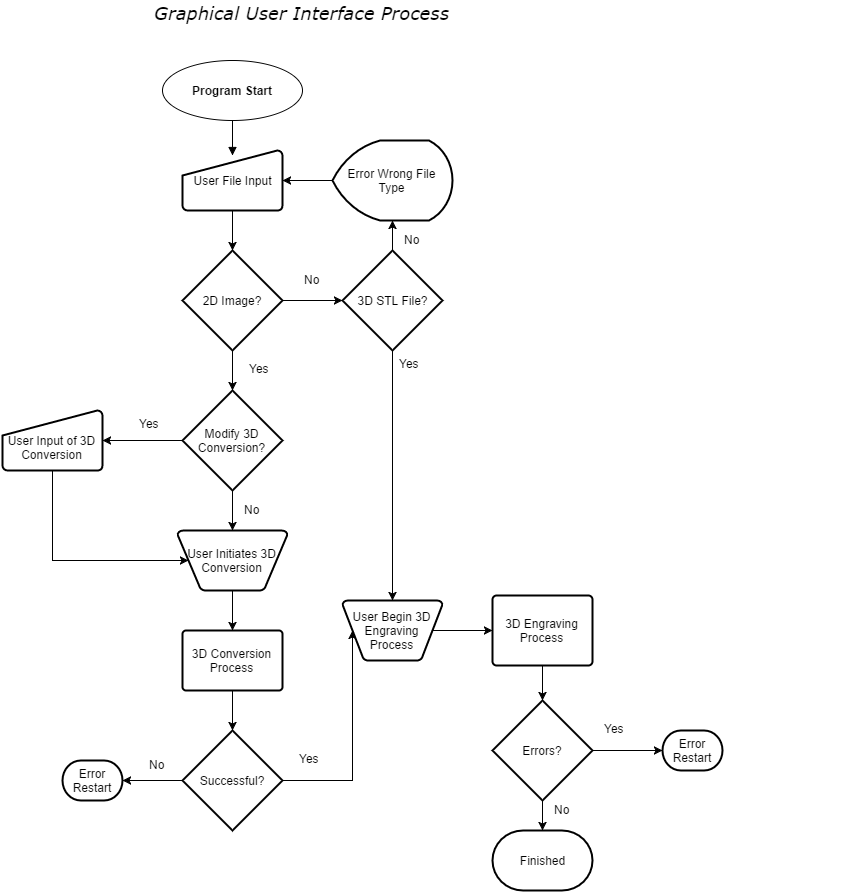 Graphical User Interface Process
Program Start
User File Input
Error Wrong File
Type
No
2D Image?
No
3D STL File?
Yes
Yes
Modify 3D
Conversion?
Yes
User Input of 3D
Conversion
No
User Initiates 3D
Conversion
User Begin 3D
Engraving
Process
3D Engraving
Process
3D Conversion
Process
Successful?
No
Error
Restart
Yes
Errors?
Yes
Error
Restart
No
Finished